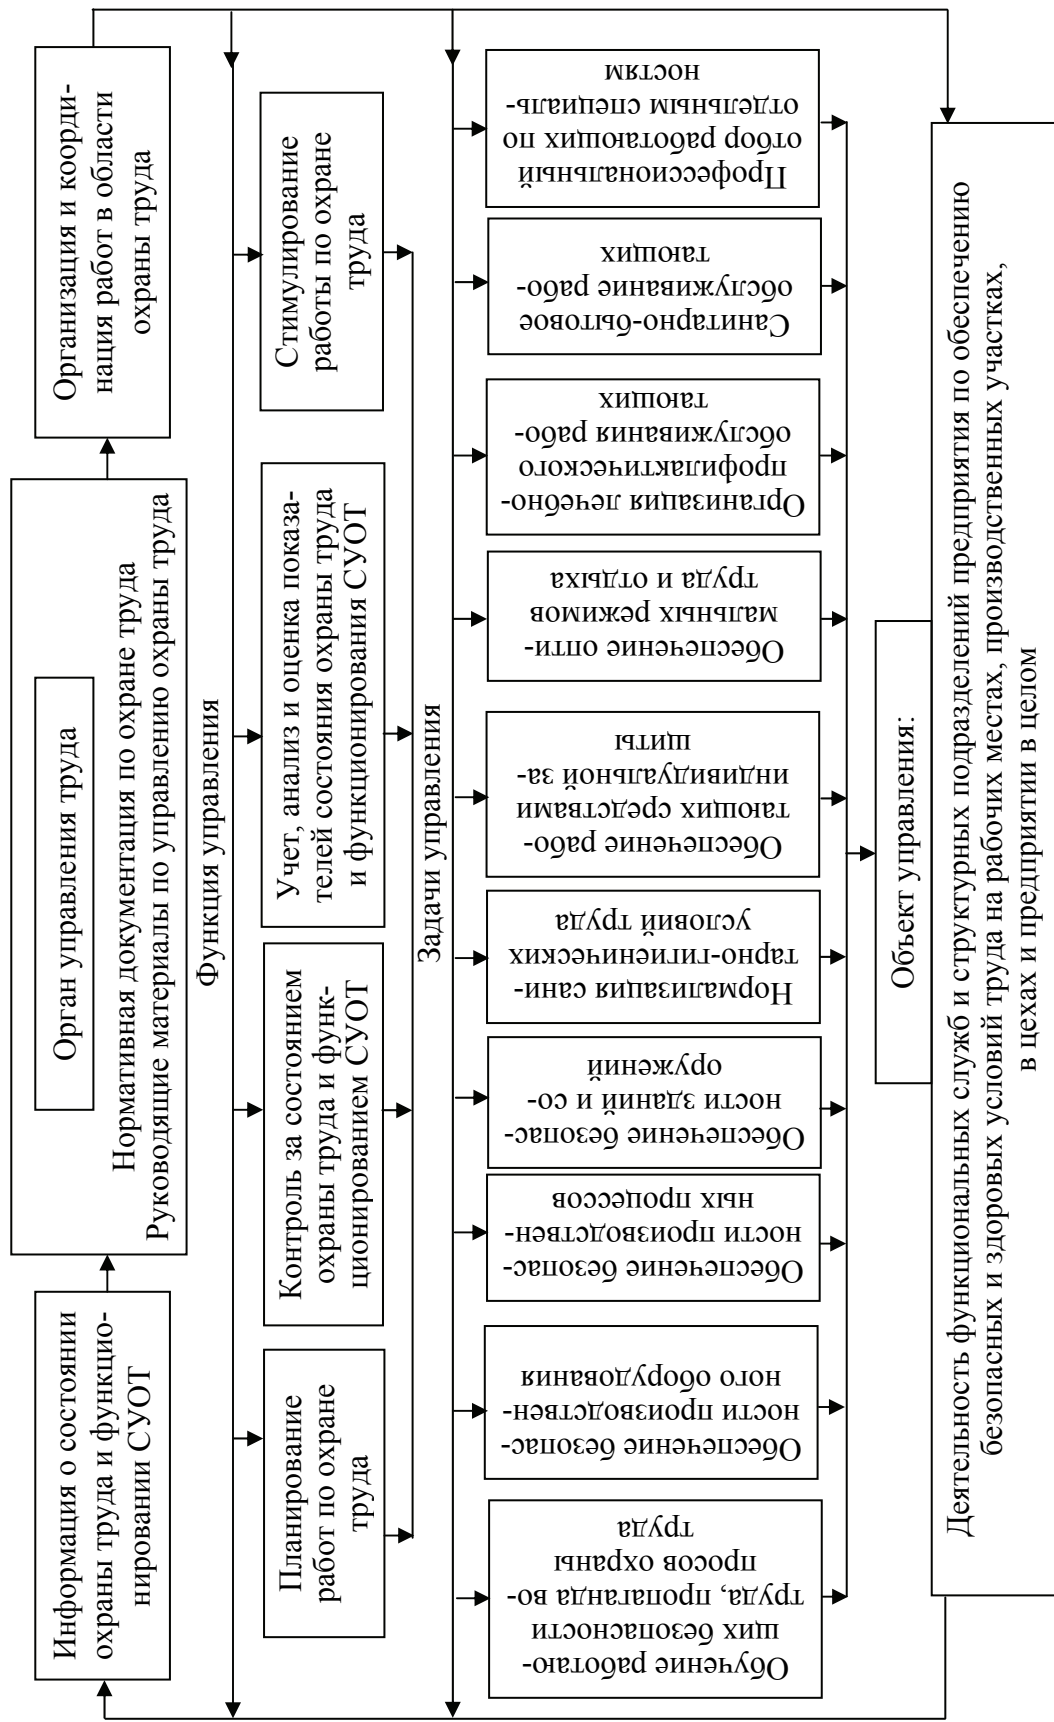 Орган управления труда
Нормативная документация по охране труда
Руководящие материалы по управлению охраны труда
Информация о состоянии
охраны труда и функцио-
нировании СУОТ
Организация и коорди-
нация работ в области
охраны труда
Функция управления
Планирование
работ по охране
труда
Контроль за состоянием
охраны труда и функ-
ционированием СУОТ
Учет, анализ и оценка показа-
телей состояния охраны труда
и функционирования СУОТ
Стимулирование
работы по охране
труда
Задачи управления
Обучение работаю-
щих безопасности
труда, пропаганда во
просов охраны
труда
Обеспечение безопас-
ности производствен-
ного оборудования
Обеспечение безопас-
ности производствен-
ных процессов
Обеспечение безопас-
ности зданий и со-
оружений
Нормализация сани-
тарно-гигиенических
условий труда
Обеспечение рабо-
тающих средствами
индивидуальной за-
щиты
Обеспечение опти-
мальных режимов
труда и отдыха
Организация лечебно-
профилактического
обслуживания рабо-
тающих
Санитарно-бытовое
обслуживание рабо-
тающих
Профессиональный
отбор работающих по
отдельным специаль-
ностям
Объект управления:
Деятельность функциональных служб и структурных подразделений предприятия по обеспечению
безопасных и здоровых условий труда на рабочих местах, производственных участках,
в цехах и предприятии в целом